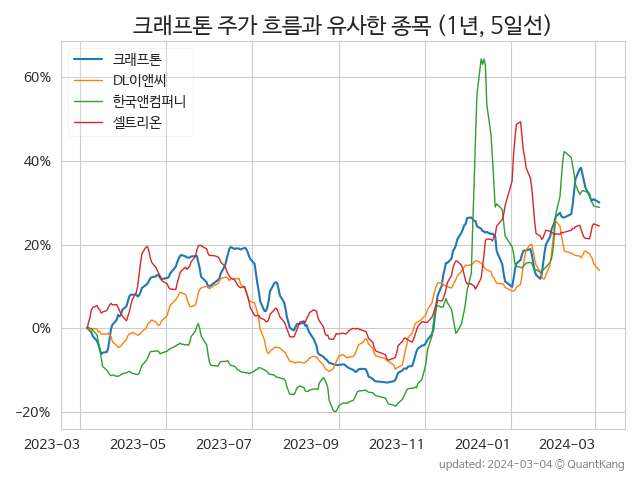 크래프톤 주가 흐름과 유사한 종목 (1년, 5일선)
크래프톤
DL이앤씨
한국앤컴퍼니
셀트리온
60%
40%
20%
0%
−20%
2023-03 2023-05 2023-07 2023-09 2023-11 2024-01 2024-03
updated: 2024-03-04 © QuantKang